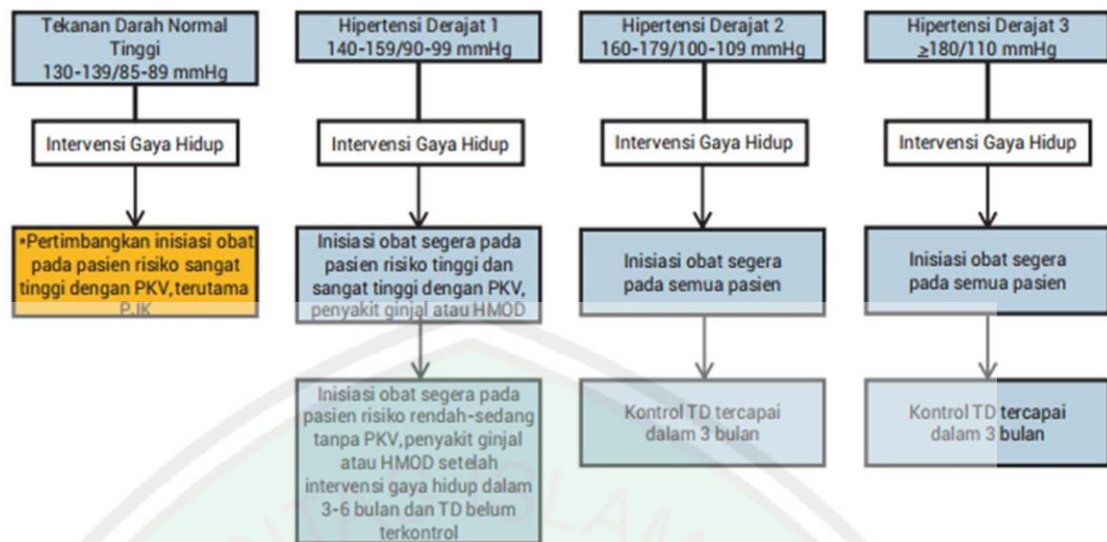 Tekanan Darah Normal
Tinggi
130-139/85-89 mmHg
Intervensi Gaya Hidup
*Pertimbangkan inisiasi obat
pada pasien risiko sangat
tinggi dengan PKV, terutama
PJK
Hipertensi Derajat 1
140-159/90-99 mmHg
Intervensi Gaya Hidup
Inisiasi obat segera pada
pasien risiko tinggi dan
sangat tinggi dengan PKV,
penyakit ginjal atau HMOD
Inisiasi obat segera pada
pasien risiko rendah-sedang
tanpa PKV, penyakit ginjal
atau HMOD setelah
intervensi gaya hidup dalam
3-6 bulan dan TD belum
terkontrol
Hipertensi Derajat 2
160-179/100-109 mmHg
Intervensi Gaya Hidup
Inisiasi obat segera
pada semua pasien
Kontrol TD tercapai
dalam 3 bulan
Hipertensi Derajat 3
≥180/110 mmHg
Intervensi Gaya Hidup
Inisiasi obat segera
pada semua pasien
Kontrol TD tercapai
dalam 3 bulan